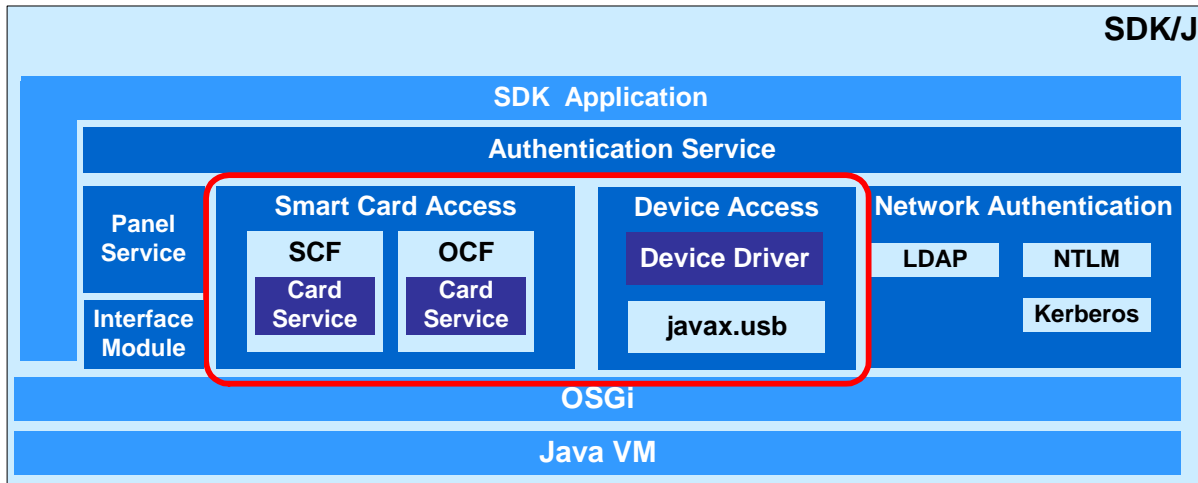 SDK/J
SDK Application
Authentication Service
Panel
Service
Interface
Module
Smart Card Access
SCF
Card
Service
OCF
Card
Service
Device Access
Device Driver
javax.usb
Network Authentication
LDAP
NTLM
Kerberos
OSGi
Java VM